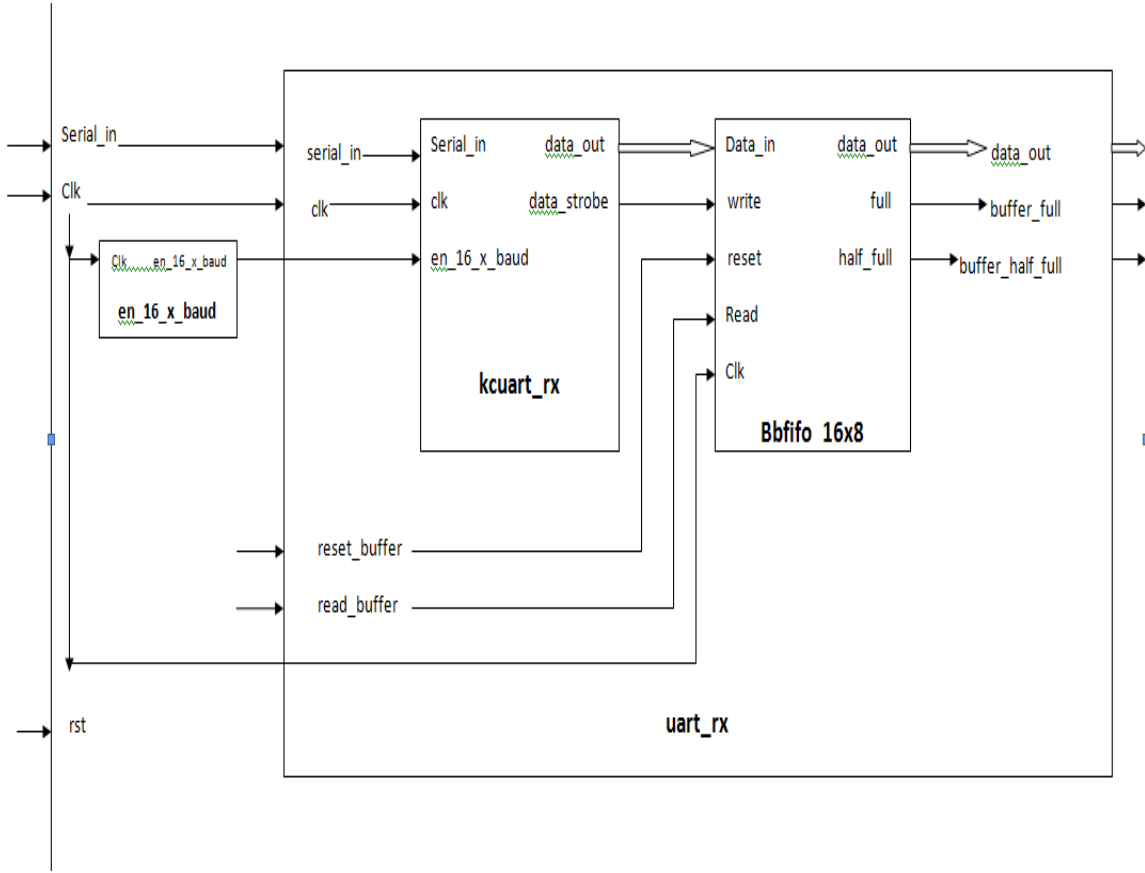 Serial_in
Clk
Clk en_16_x_baud
en_16_x_baud
serial_in
clk
Serial_in data_out
clk data_strobe
en_16_x_baud
kcuart_rx
Data_in data_out
write full
reset half_full
Read
Clk
Bbfifo 16x8
data_out
buffer_full
buffer_half_full
reset_buffer
read_buffer
rst
uart_rx